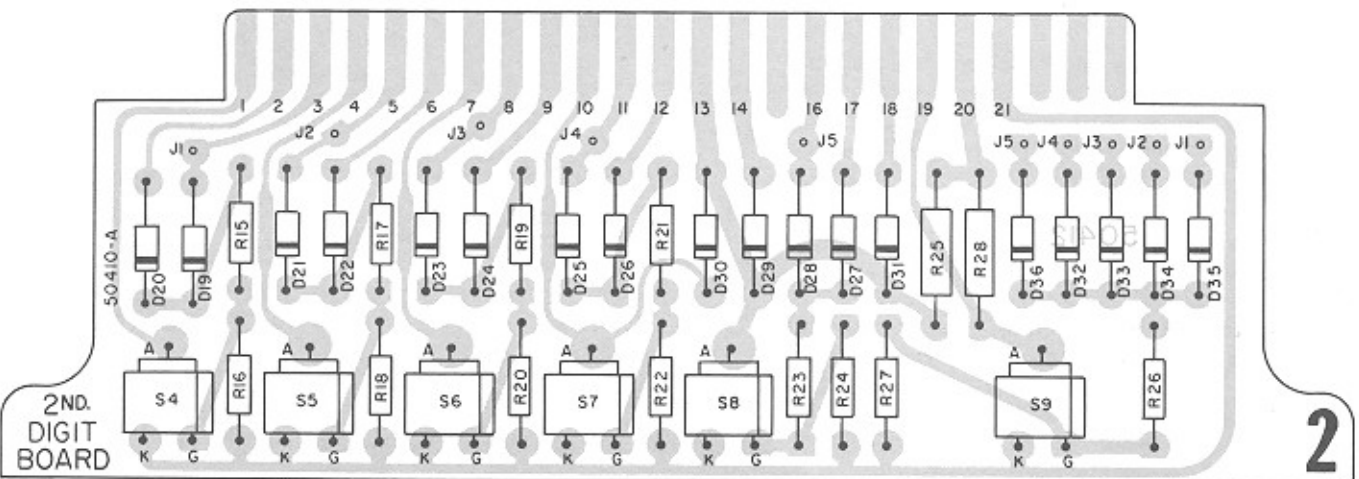 1 2 3 4 5 6 7 8 9 10 11 12 13 14 16 17 18 19 20 21
J1 J2 J3 J4 J5 J5 J4 J3 J2 J1
50410-A
D20 D19 R15 D21 D22 R17 D23 D24 R19 D25 D26 R21 D30 D29 D28 D27 D31 R25 R28 D36 D32 D33 D34 D35
50412
A A A A A A
S4 R16 S5 R18 S6 R20 S7 R22 S8 R23 R24 R27 S9 R26
K G K G K G K G K G K G
2ND.
DIGIT
BOARD
2